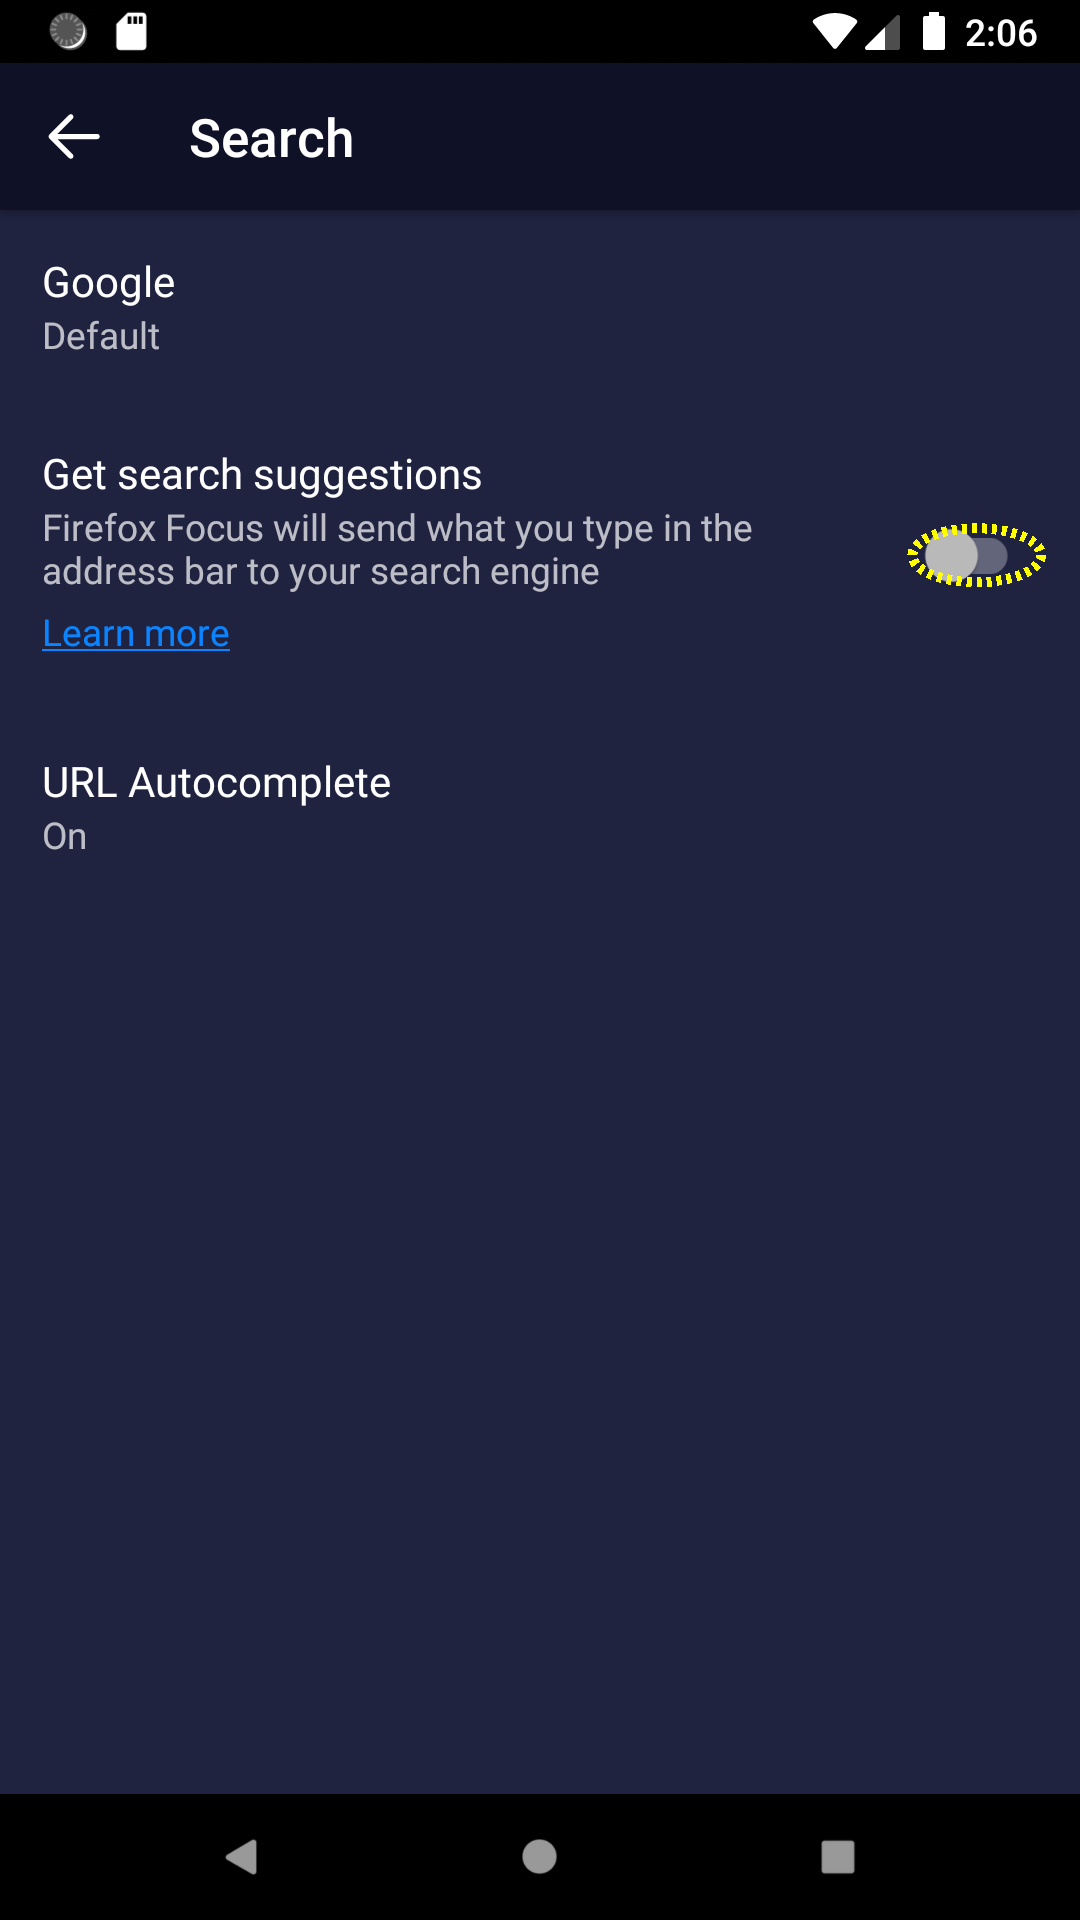 2:06
Search
Google
Default
Get search suggestions
Firefox Focus will send what you type in the
address bar to your search engine
Learn more
URL Autocomplete
On